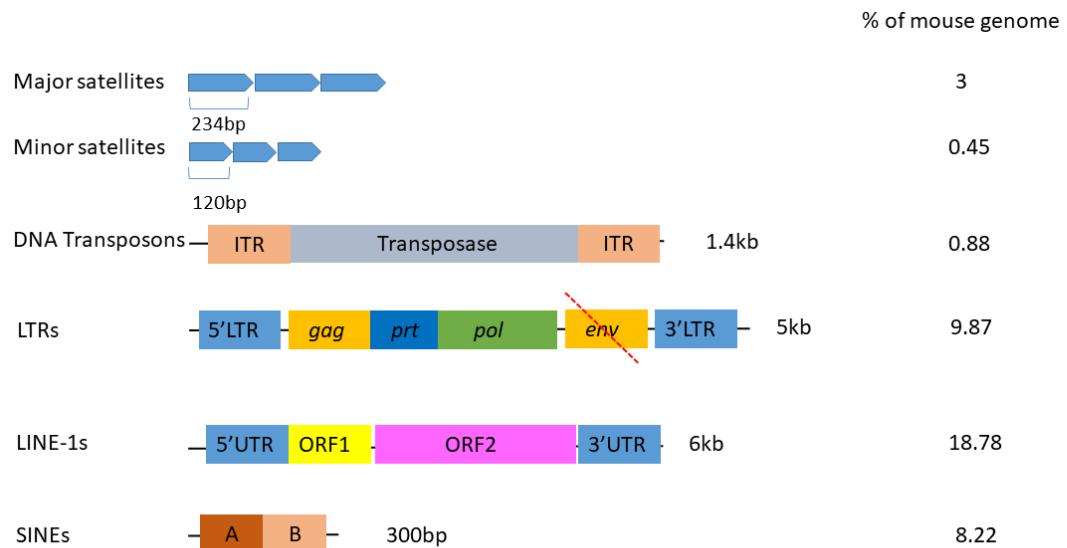 % of mouse genome
Major satellites 3
234bp
Minor satellites 0.45
120bp
DNA Transposons ITR Transposase ITR 1.4kb 0.88
LTRs 5’LTR gag prt pol env 3’LTR 5kb 9.87
LINE-1s 5’UTR ORF1 ORF2 3’UTR 6kb 18.78
SINEs A B 300bp 8.22